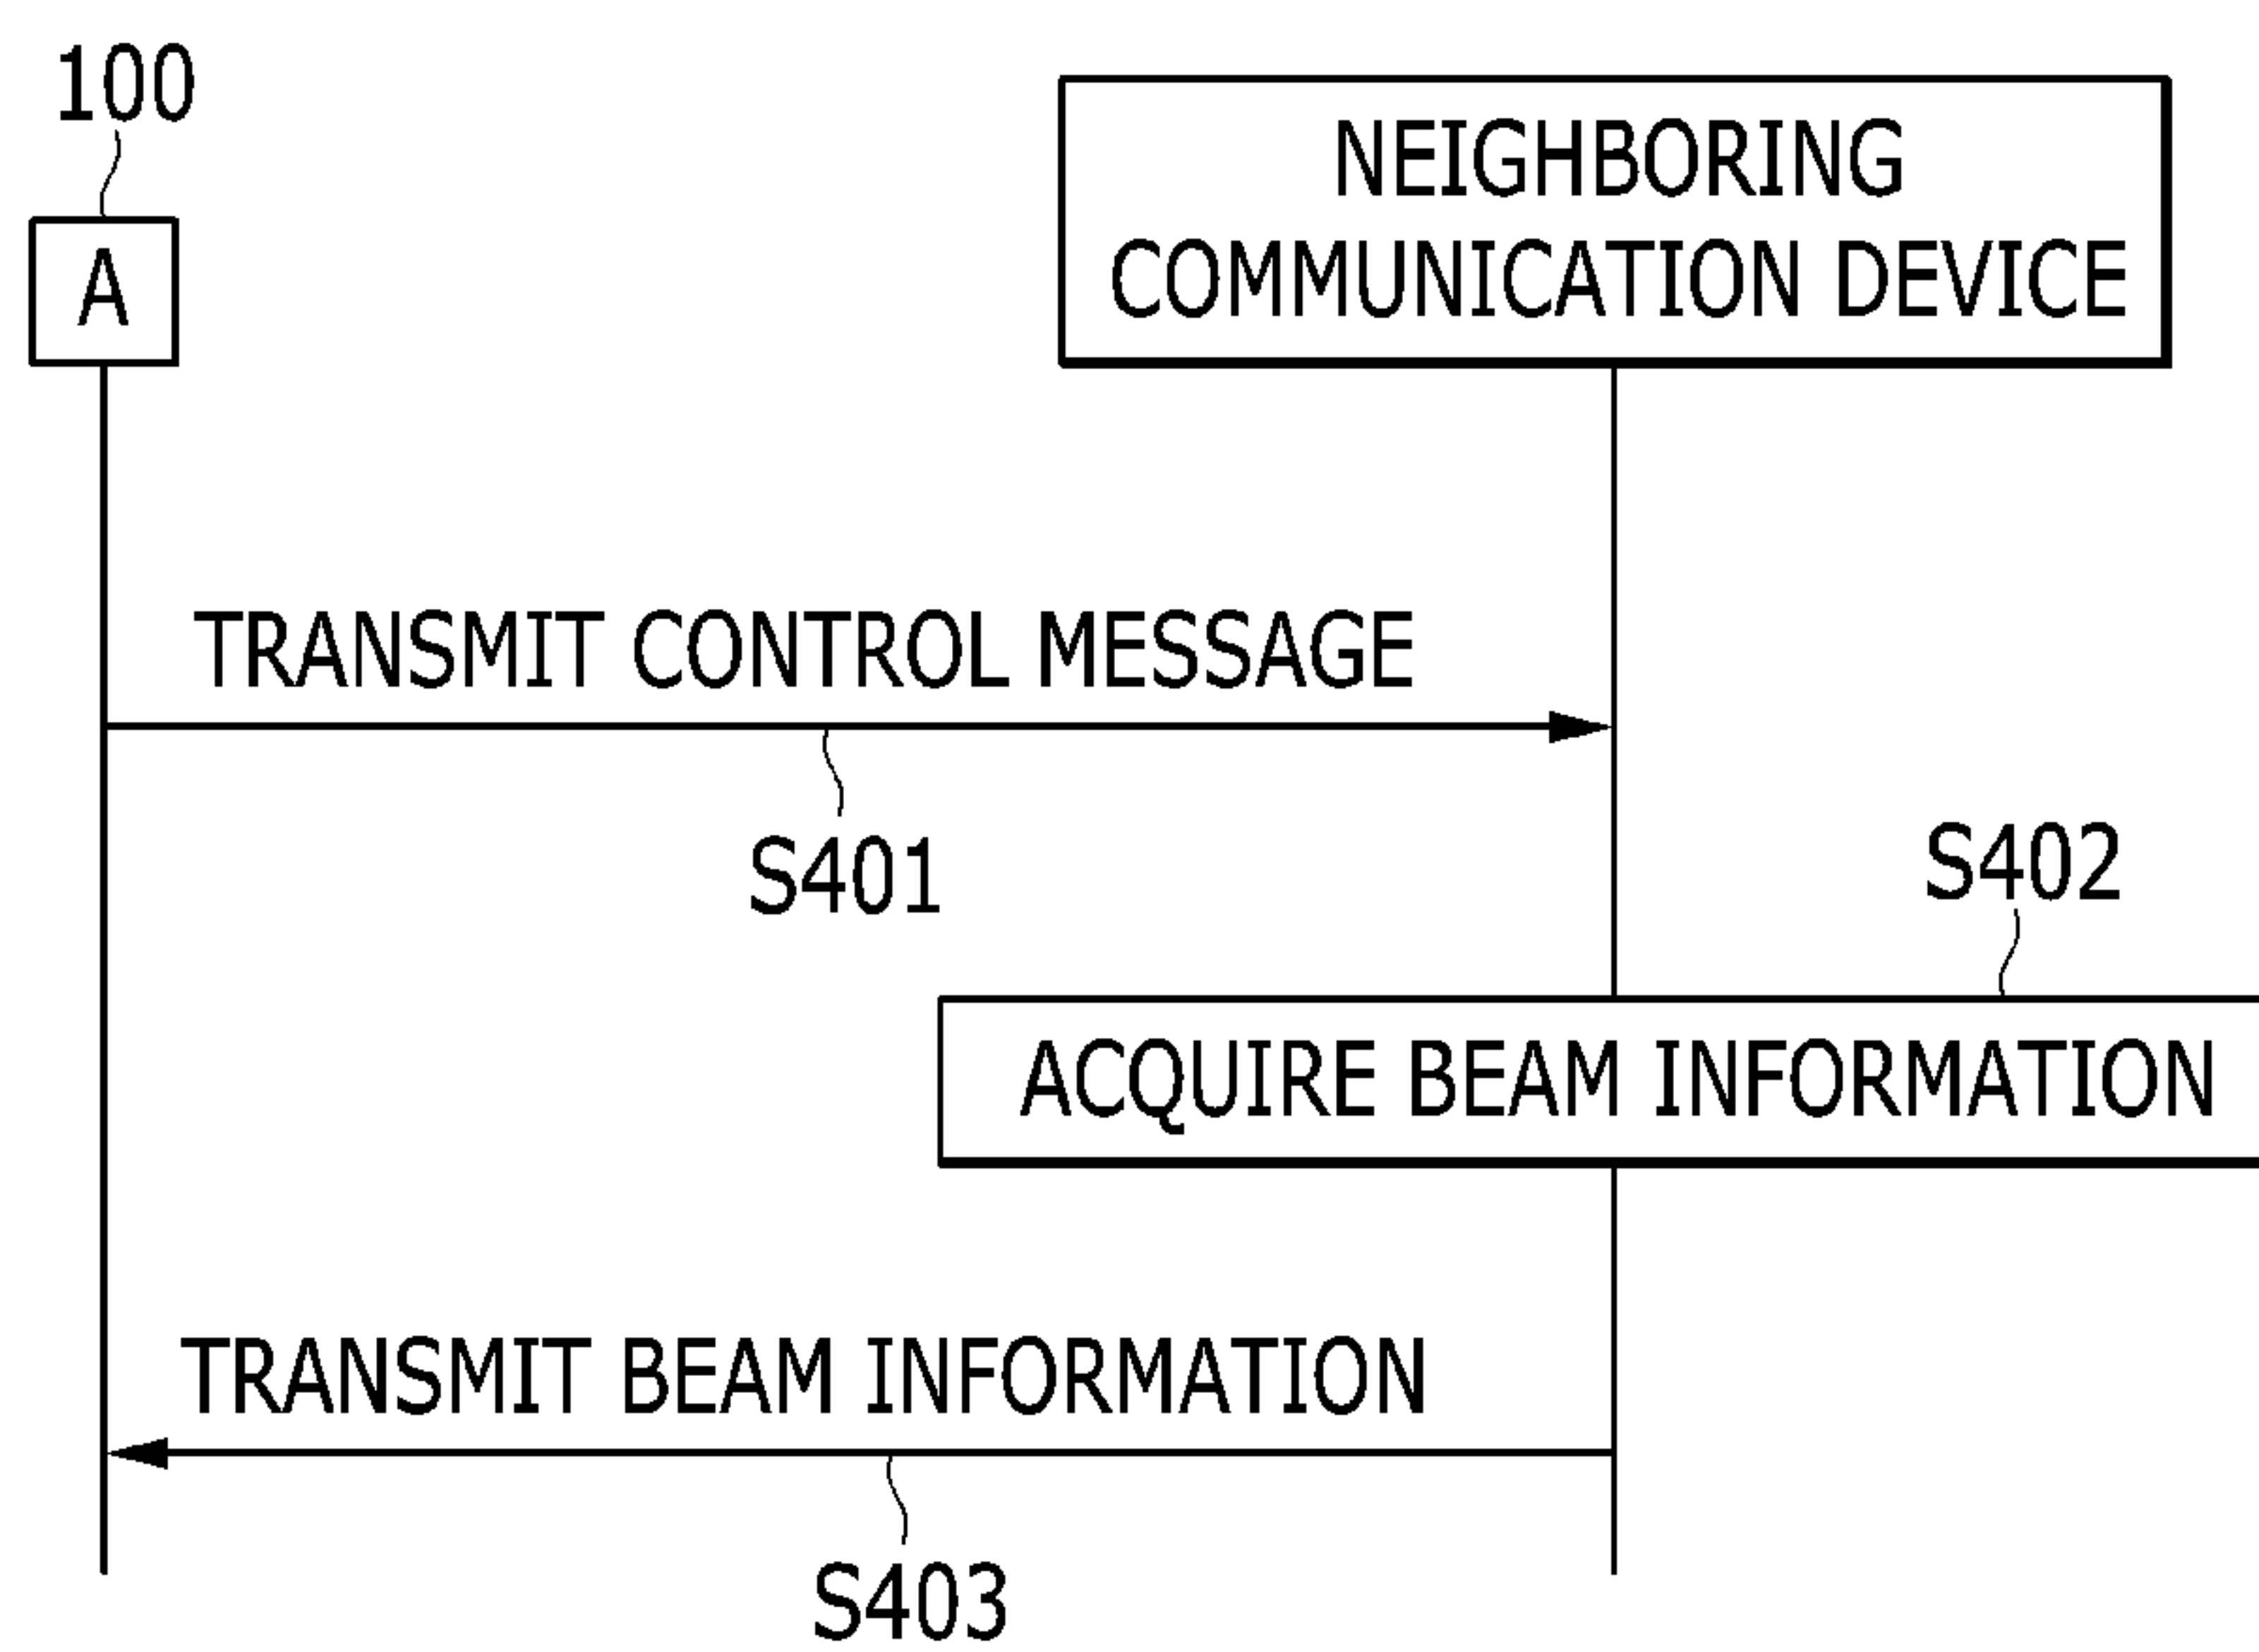 100
A
NEIGHBORING
COMMUNICATION DEVICE
TRANSMIT CONTROL MESSAGE
S401
S402
ACQUIRE BEAM INFORMATION
TRANSMIT BEAM INFORMATION
S403